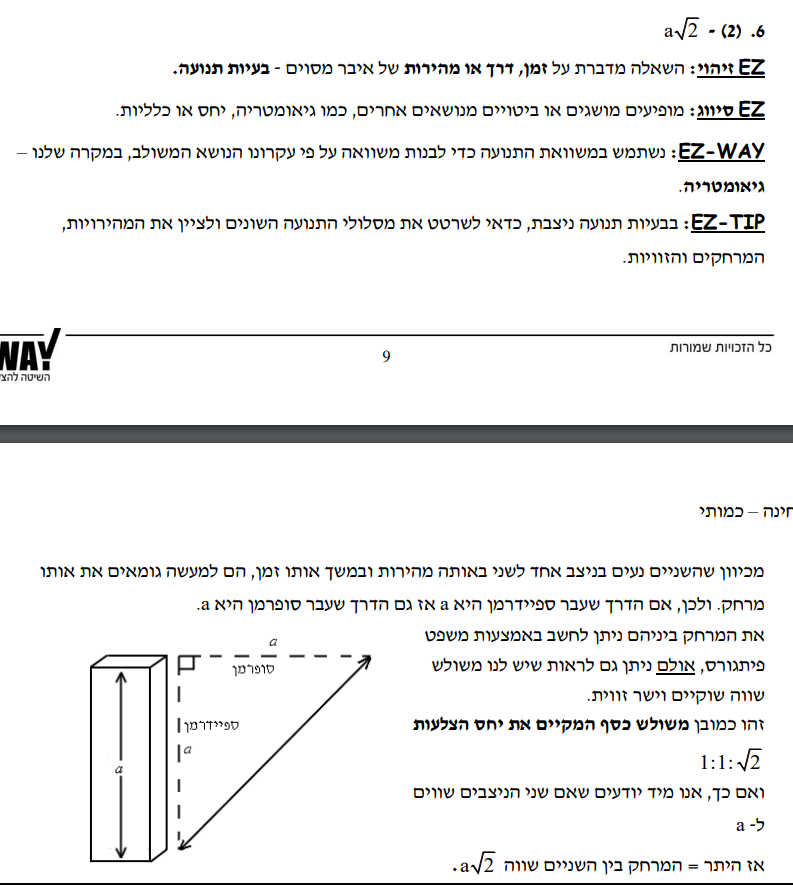 6. (2) - a√2
EZ זיהוי: השאלה מדברת על זמן, דרך או מהירות של איבר מסוים - בעיות תנועה.
EZ סיווג: מופיעים מושגים או ביטויים מנושאים אחרים, כמו גיאומטריה, יחס או כלליות.
EZ-WAY: נשתמש במשוואת התנועה כדי לבנות משוואה על פי עקרונו הנושא המשולב, במקרה שלנו –
גיאומטריה.
EZ-TIP: בבעיות תנועה ניצבת, כדאי לשרטט את מסלולי התנועה השונים ולציין את המהירויות,
המרחקים והזוויות.
כל הזכויות שמורות
9
WAY
השיטה להצ
חינה – כמותי
מכיוון שהשניים נעים בניצב אחד לשני באותה מהירות ובמשך אותו זמן, הם למעשה גומאים את אותו
מרחק. ולכן, אם הדרך שעבר ספיידרמן היא a אז גם הדרך שעבר סופרמן היא a.
את המרחק ביניהם ניתן לחשב באמצעות משפט
פיתגורס, אולם ניתן גם לראות שיש לנו משולש
שווה שוקיים וישר זווית.
זהו כמובן משולש כסף המקיים את יחס הצלעות
1:1:√2
ואם כך, אנו מיד יודעים שאם שני הניצבים שווים
ל- a
אז היתר = המרחק בין השניים שווה a√2.
a
סופרמן
ספיידרמן
a
a